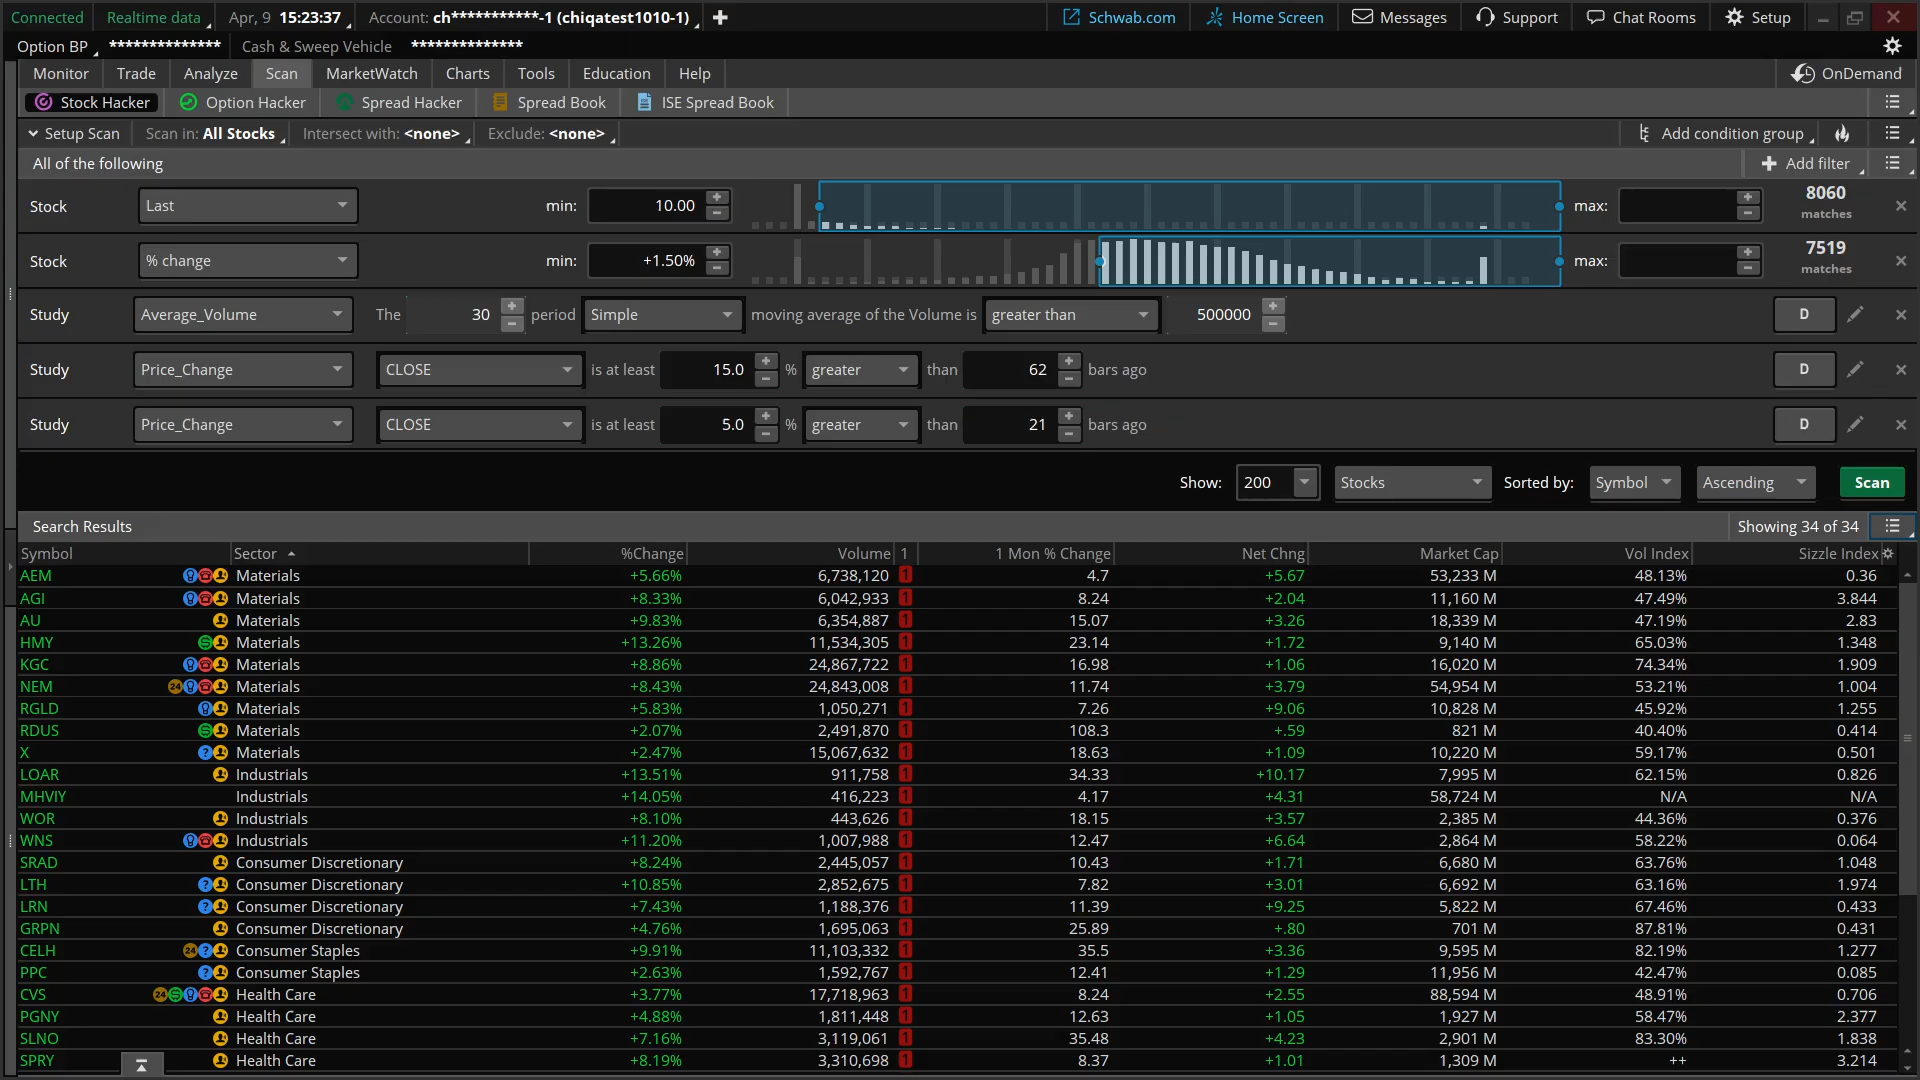 Connected Realtime data Apr, 9 15:23:37 Account: ch***********-1 (chiqatest1010-1) Schwab.com Home Screen Messages Support Chat Rooms Setup
Option BP ************** Cash & Sweep Vehicle **************
Monitor Trade Analyze Scan MarketWatch Charts Tools Education Help OnDemand
Stock Hacker Option Hacker Spread Hacker Spread Book ISE Spread Book
Setup Scan Scan in: All Stocks Intersect with: <none> Exclude: <none> Add condition group
All of the following Add filter
Stock Last min: 10.00 max: 8060 matches
Stock % change min: +1.50% max: 7519 matches
Study Average_Volume The 30 period Simple moving average of the Volume is greater than 500000 D
Study Price_Change CLOSE is at least 15.0 % greater than 62 bars ago D
Study Price_Change CLOSE is at least 5.0 % greater than 21 bars ago D
Show: 200 Stocks Sorted by: Symbol Ascending Scan
Search Results Showing 34 of 34
Symbol Sector %Change Volume 1 1 Mon % Change Net Chng Market Cap Vol Index Sizzle Index
AEM Materials +5.66% 6,738,120 1 4.7 +5.67 53,233 M 48.13% 0.36
AGI Materials +8.33% 6,042,933 1 8.24 +2.04 11,160 M 47.49% 3.844
AU Materials +9.83% 6,354,887 1 15.07 +3.26 18,339 M 47.19% 2.83
HMY Materials +13.26% 11,534,305 1 23.14 +1.72 9,140 M 65.03% 1.348
KGC Materials +8.86% 24,867,722 1 16.98 +1.06 16,020 M 74.34% 1.909
NEM 24 Materials +8.43% 24,843,008 1 11.74 +3.79 54,954 M 53.21% 1.004
RGLD Materials +5.83% 1,050,271 1 7.26 +9.06 10,828 M 45.92% 1.255
RDUS Materials +2.07% 2,491,870 1 108.3 +.59 821 M 40.40% 0.414
X ? Materials +2.47% 15,067,632 1 18.63 +1.09 10,220 M 59.17% 0.501
LOAR Industrials +13.51% 911,758 1 34.33 +10.17 7,995 M 62.15% 0.826
MHVIY Industrials +14.05% 416,223 1 4.17 +4.31 58,724 M N/A N/A
WOR Industrials +8.10% 443,626 1 18.15 +3.57 2,385 M 44.36% 0.376
WNS Industrials +11.20% 1,007,988 1 12.47 +6.64 2,864 M 58.22% 0.064
SRAD Consumer Discretionary +8.24% 2,445,057 1 10.43 +1.71 6,680 M 63.76% 1.048
LTH ? Consumer Discretionary +10.85% 2,852,675 1 7.82 +3.01 6,692 M 63.16% 1.974
LRN ? Consumer Discretionary +7.43% 1,188,376 1 11.39 +9.25 5,822 M 67.46% 0.433
GRPN Consumer Discretionary +4.76% 1,695,063 1 25.89 +.80 701 M 87.81% 0.431
CELH 24 ? Consumer Staples +9.91% 11,103,332 1 35.5 +3.36 9,595 M 82.19% 1.277
PPC ? Consumer Staples +2.63% 1,592,767 1 12.41 +1.29 11,956 M 42.47% 0.085
CVS 24 Health Care +3.77% 17,718,963 1 8.24 +2.55 88,594 M 48.91% 0.706
PGNY Health Care +4.88% 1,811,448 1 12.63 +1.05 1,927 M 58.47% 2.377
SLNO Health Care +7.16% 3,119,061 1 35.48 +4.23 2,901 M 83.30% 1.838
SPRY Health Care +8.19% 3,310,698 1 8.37 +1.01 1,309 M ++ 3.214